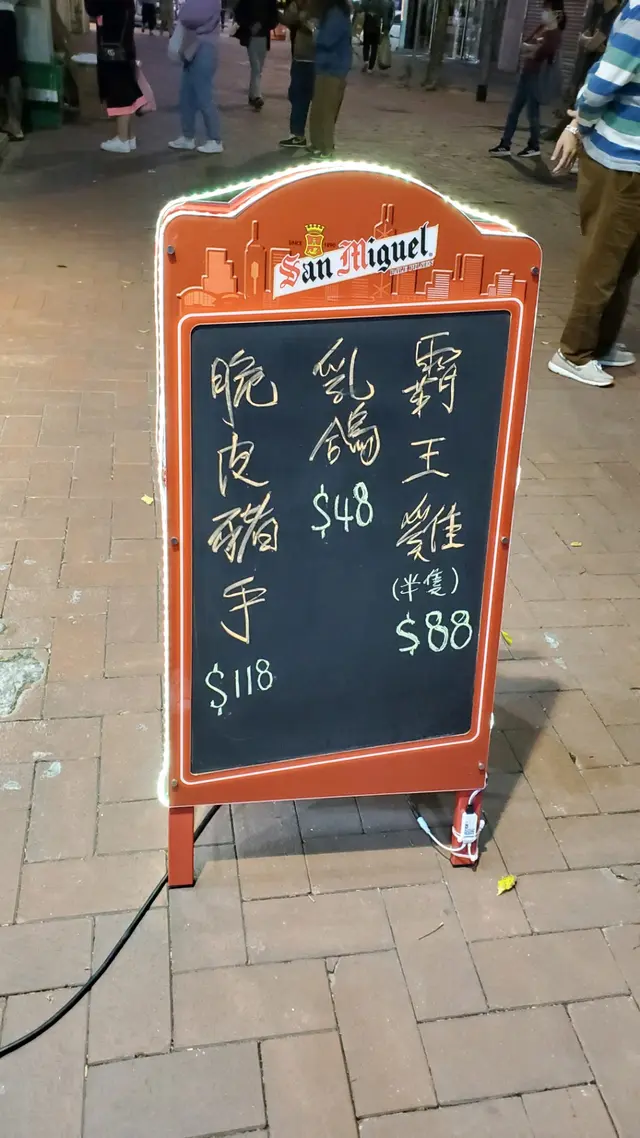 San Miguel
霸王雞
(半隻)
$88
乳鴿
$48
脆皮豬手
$118